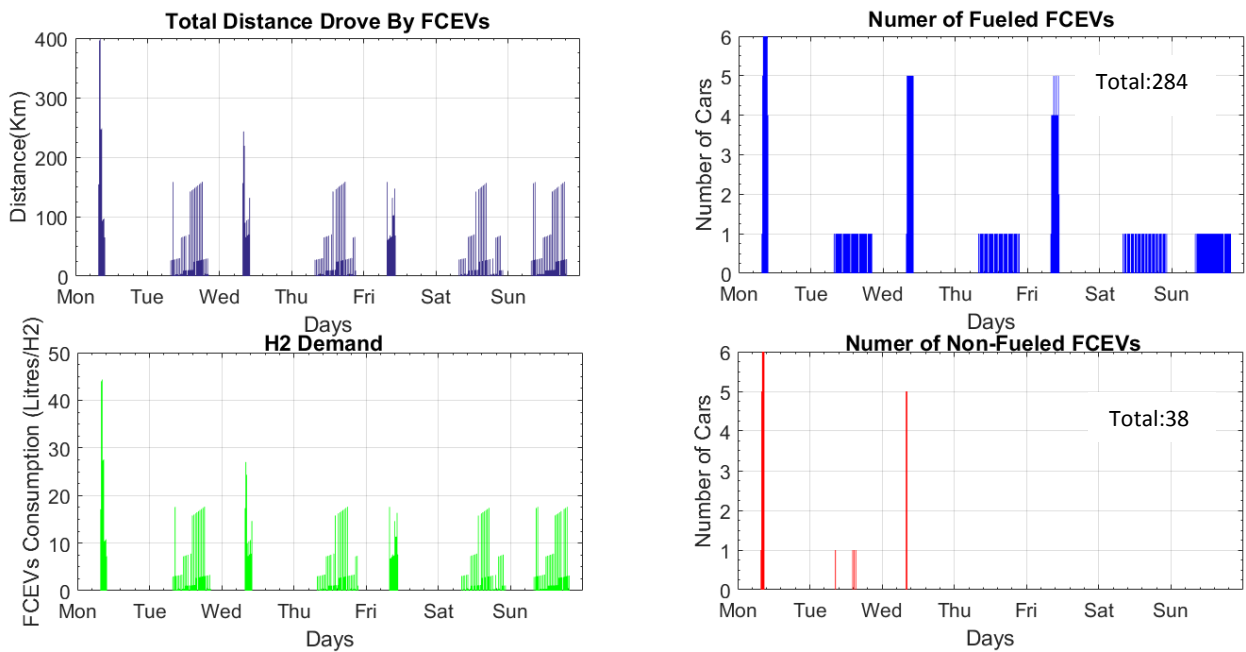 Total Distance Drove By FCEVs
400
300
200
100
0
Distance(Km)
Mon Tue Wed Thu Fri Sat Sun
Days
Numer of Fueled FCEVs
6
5
4
3
2
1
0
Number of Cars
Total:284
Mon Tue Wed Thu Fri Sat Sun
Days
H2 Demand
50
40
30
20
10
0
FCEVs Consumption (Litres/H2)
Mon Tue Wed Thu Fri Sat Sun
Days
Numer of Non-Fueled FCEVs
6
5
4
3
2
1
0
Number of Cars
Total:38
Mon Tue Wed Thu Fri Sat Sun
Days